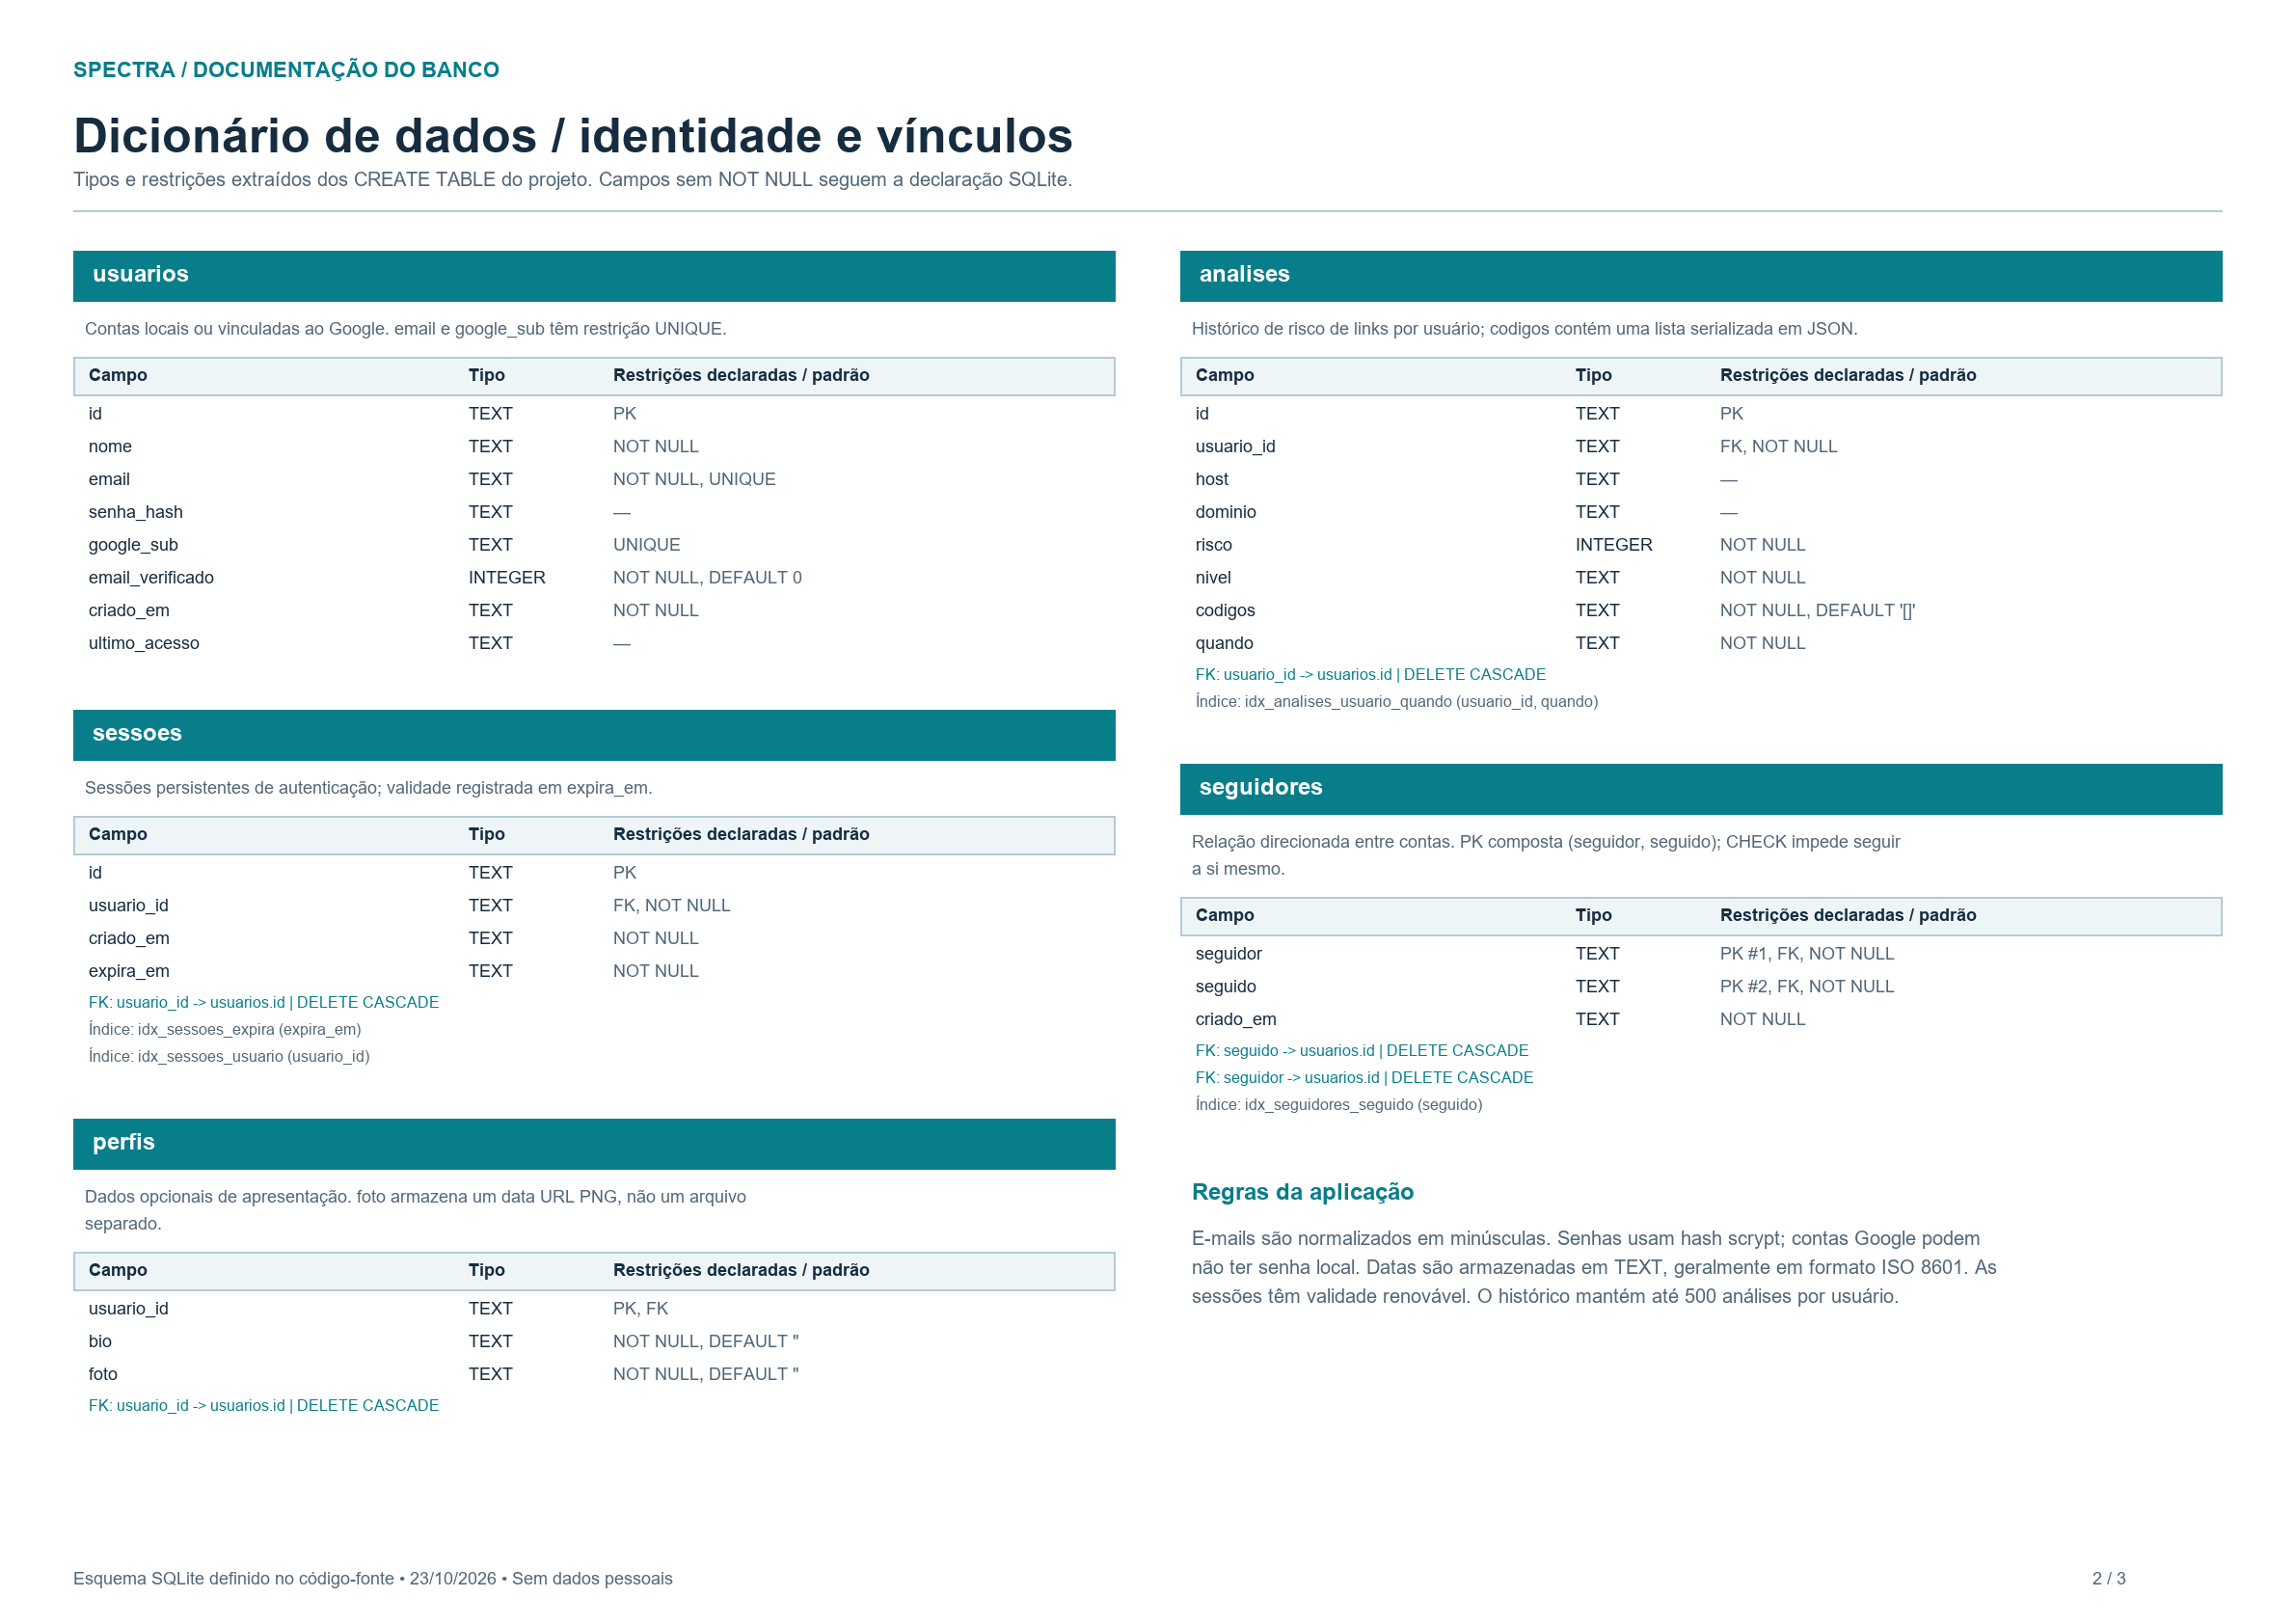 SPECTRA / DOCUMENTAÇÃO DO BANCO
Dicionário de dados / identidade e vínculos
Tipos e restrições extraídos dos CREATE TABLE do projeto. Campos sem NOT NULL seguem a declaração SQLite.
usuarios
Contas locais ou vinculadas ao Google. email e google_sub têm restrição UNIQUE.
Campo Tipo Restrições declaradas / padrão
id TEXT PK
nome TEXT NOT NULL
email TEXT NOT NULL, UNIQUE
senha_hash TEXT —
google_sub TEXT UNIQUE
email_verificado INTEGER NOT NULL, DEFAULT 0
criado_em TEXT NOT NULL
ultimo_acesso TEXT —
sessoes
Sessões persistentes de autenticação; validade registrada em expira_em.
Campo Tipo Restrições declaradas / padrão
id TEXT PK
usuario_id TEXT FK, NOT NULL
criado_em TEXT NOT NULL
expira_em TEXT NOT NULL
FK: usuario_id -> usuarios.id | DELETE CASCADE
Índice: idx_sessoes_expira (expira_em)
Índice: idx_sessoes_usuario (usuario_id)
perfis
Dados opcionais de apresentação. foto armazena um data URL PNG, não um arquivo
separado.
Campo Tipo Restrições declaradas / padrão
usuario_id TEXT PK, FK
bio TEXT NOT NULL, DEFAULT ''
foto TEXT NOT NULL, DEFAULT ''
FK: usuario_id -> usuarios.id | DELETE CASCADE
analises
Histórico de risco de links por usuário; codigos contém uma lista serializada em JSON.
Campo Tipo Restrições declaradas / padrão
id TEXT PK
usuario_id TEXT FK, NOT NULL
host TEXT —
dominio TEXT —
risco INTEGER NOT NULL
nivel TEXT NOT NULL
codigos TEXT NOT NULL, DEFAULT '[]'
quando TEXT NOT NULL
FK: usuario_id -> usuarios.id | DELETE CASCADE
Índice: idx_analises_usuario_quando (usuario_id, quando)
seguidores
Relação direcionada entre contas. PK composta (seguidor, seguido); CHECK impede seguir
a si mesmo.
Campo Tipo Restrições declaradas / padrão
seguidor TEXT PK #1, FK, NOT NULL
seguido TEXT PK #2, FK, NOT NULL
criado_em TEXT NOT NULL
FK: seguido -> usuarios.id | DELETE CASCADE
FK: seguidor -> usuarios.id | DELETE CASCADE
Índice: idx_seguidores_seguido (seguido)
Regras da aplicação
E-mails são normalizados em minúsculas. Senhas usam hash scrypt; contas Google podem
não ter senha local. Datas são armazenadas em TEXT, geralmente em formato ISO 8601. As
sessões têm validade renovável. O histórico mantém até 500 análises por usuário.
Esquema SQLite definido no código-fonte • 23/10/2026 • Sem dados pessoais
2 / 3